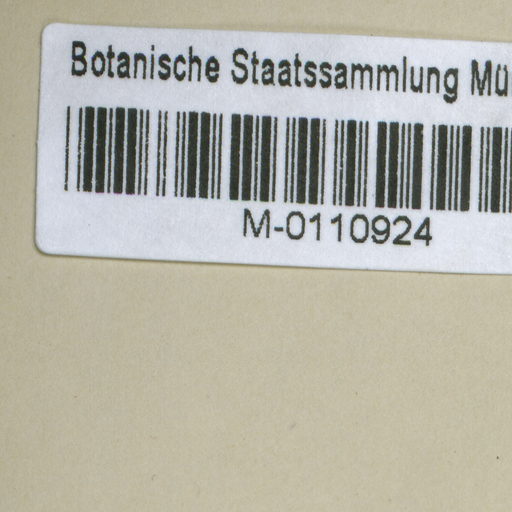 Botanische Staatssammlung Mü
M-0110924